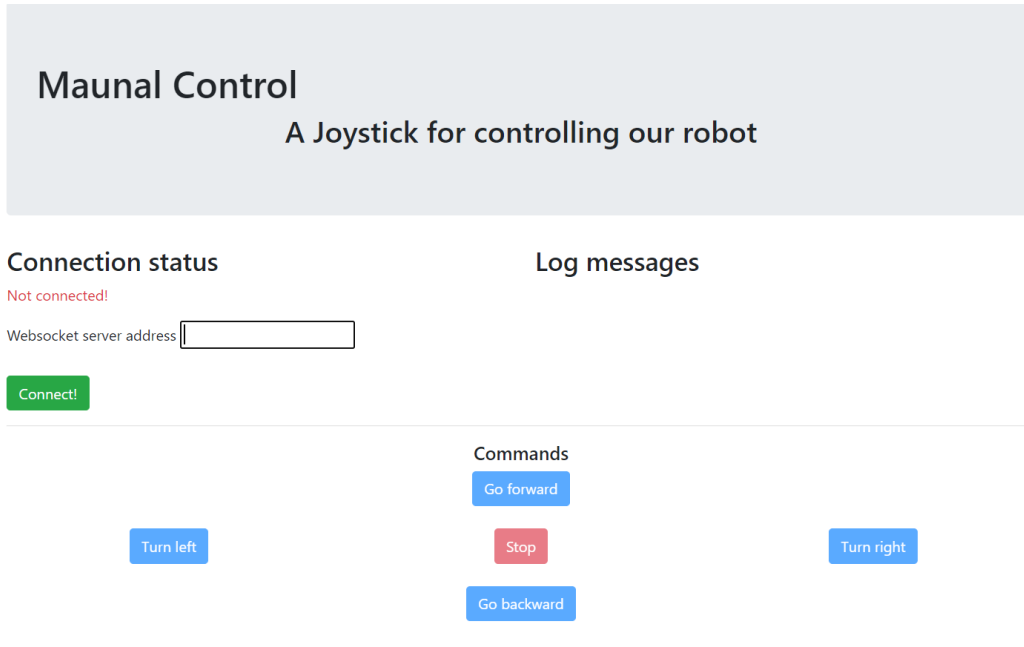 Maunal Control
A Joystick for controlling our robot
Connection status
Not connected!
Websocket server address
Connect!
Log messages
Commands
Go forward
Turn left
Stop
Turn right
Go backward